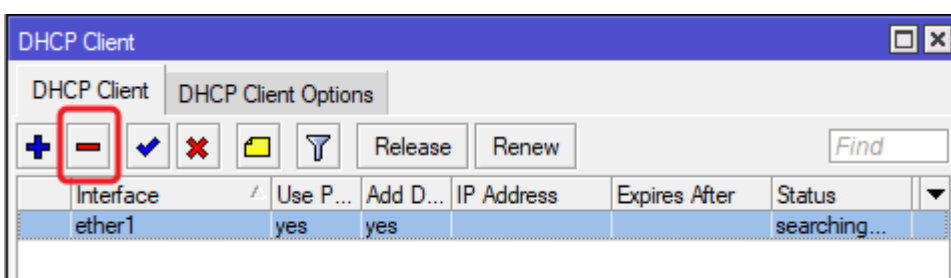 DHCP Client
DHCP Client DHCP Client Options
Release Renew Find
Interface Use P... Add D... IP Address Expires After Status
ether1 yes yes searching...